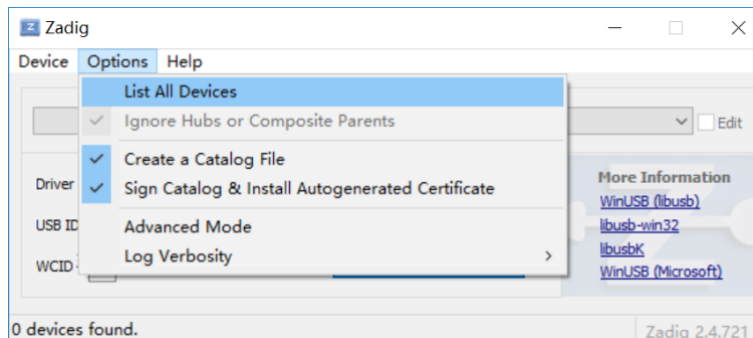 Zadig
Device Options Help
List All Devices
Ignore Hubs or Composite Parents
Edit
Create a Catalog File
Sign Catalog & Install Autogenerated Certificate
Advanced Mode
Log Verbosity
Driver
USB ID
WCID
More Information
WinUSB (libusb)
libusb-win32
libusbK
WinUSB (Microsoft)
0 devices found.
Zadig 2.4.721